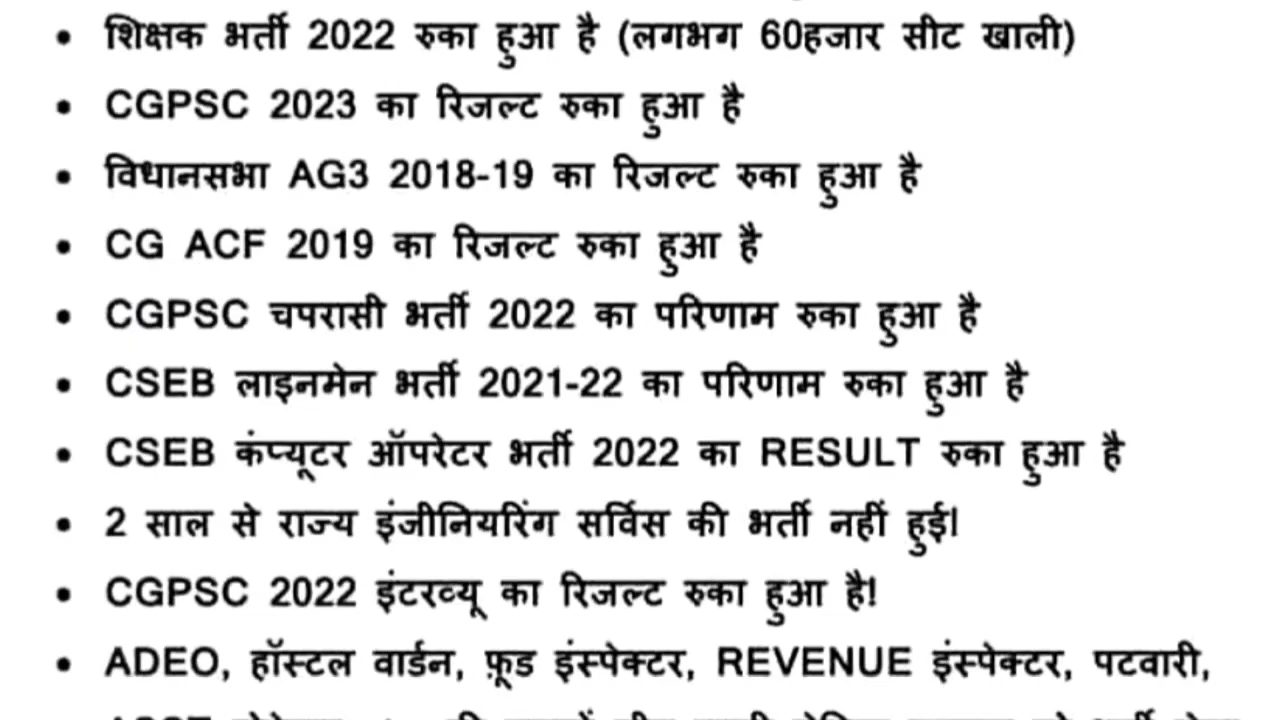 • शिक्षक भर्ती 2022 रुका हुआ है (लगभग 60हजार सीट खाली)
• CGPSC 2023 का रिजल्ट रुका हुआ है
• विधानसभा AG3 2018-19 का रिजल्ट रुका हुआ है
• CG ACF 2019 का रिजल्ट रुका हुआ है
• CGPSC चपरासी भर्ती 2022 का परिणाम रुका हुआ है
• CSEB लाइनमेन भर्ती 2021-22 का परिणाम रुका हुआ है
• CSEB कंप्यूटर ऑपरेटर भर्ती 2022 का RESULT रुका हुआ है
• 2 साल से राज्य इंजीनियरिंग सर्विस की भर्ती नहीं हुई।
• CGPSC 2022 इंटरव्यू का रिजल्ट रुका हुआ है!
• ADEO, हॉस्टल वार्डन, फ़ूड इंस्पेक्टर, REVENUE इंस्पेक्टर, पटवारी,